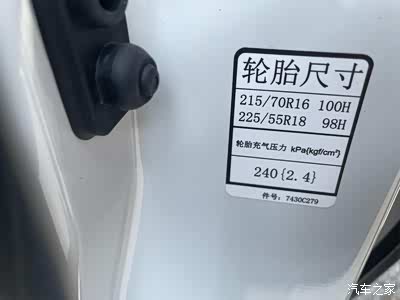 轮胎尺寸
215/70R16 100H
225/55R18 98H
轮胎充气压力 kPa{kgf/cm²}
240{2.4}
件号：7430C279
汽车之家